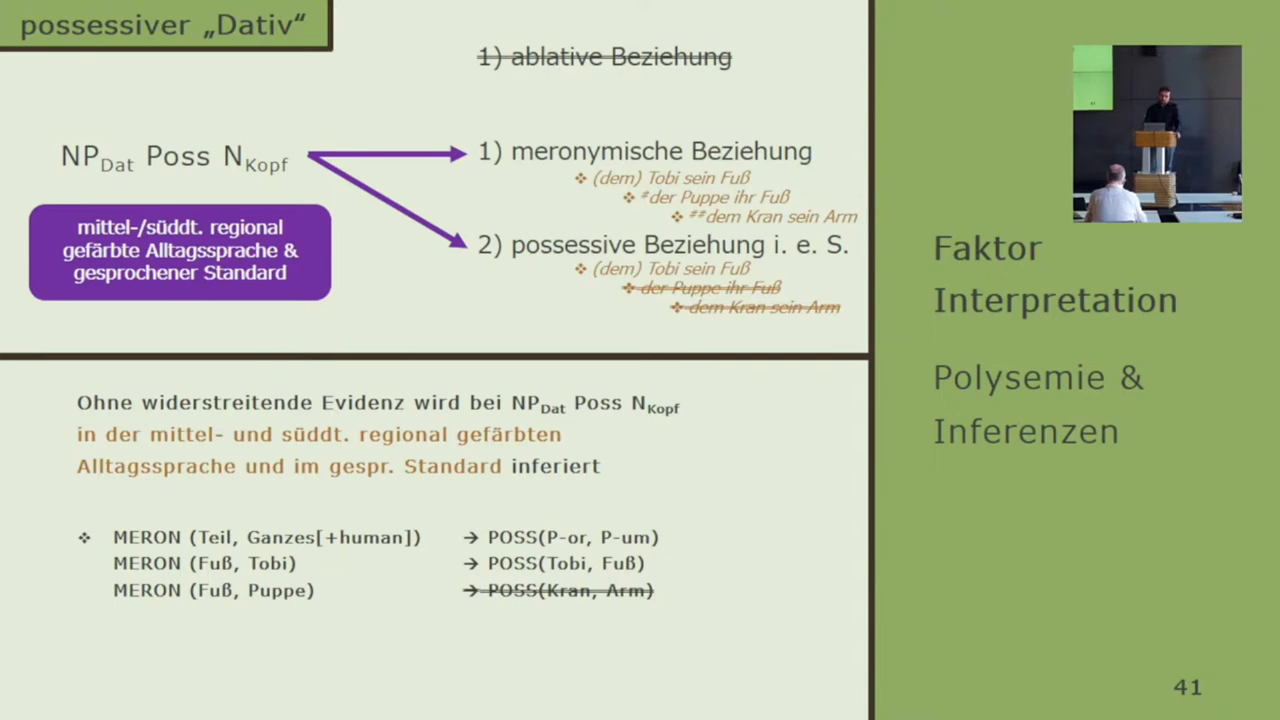 possessiver „Dativ“
1) ablative Beziehung
NP_Dat Poss N_Kopf
1) meronymische Beziehung
❖ (dem) Tobi sein Fuß
❖ #der Puppe ihr Fuß
❖ ##dem Kran sein Arm
mittel-/süddt. regional
gefärbte Alltagssprache &
gesprochener Standard
2) possessive Beziehung i. e. S.
❖ (dem) Tobi sein Fuß
❖ der Puppe ihr Fuß
❖ dem Kran sein Arm
Ohne widerstreitende Evidenz wird bei NP_Dat Poss N_Kopf
in der mittel- und süddt. regional gefärbten
Alltagssprache und im gespr. Standard inferiert
❖ MERON (Teil, Ganzes[+human]) → POSS(P-or, P-um)
MERON (Fuß, Tobi) → POSS(Tobi, Fuß)
MERON (Fuß, Puppe) → POSS(Kran, Arm)
Faktor
Interpretation
Polysemie &
Inferenzen
41